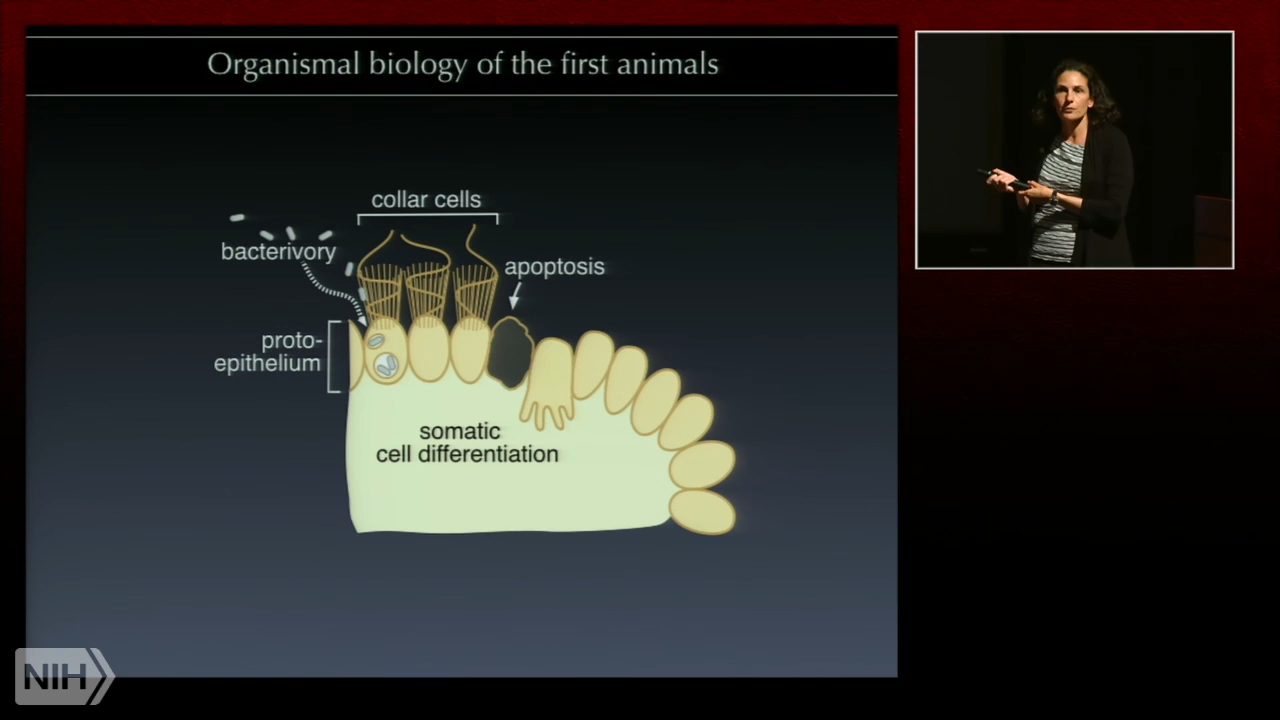 Organismal biology of the first animals
collar cells
bacterivory
apoptosis
proto-
epithelium
somatic
cell differentiation
NIH